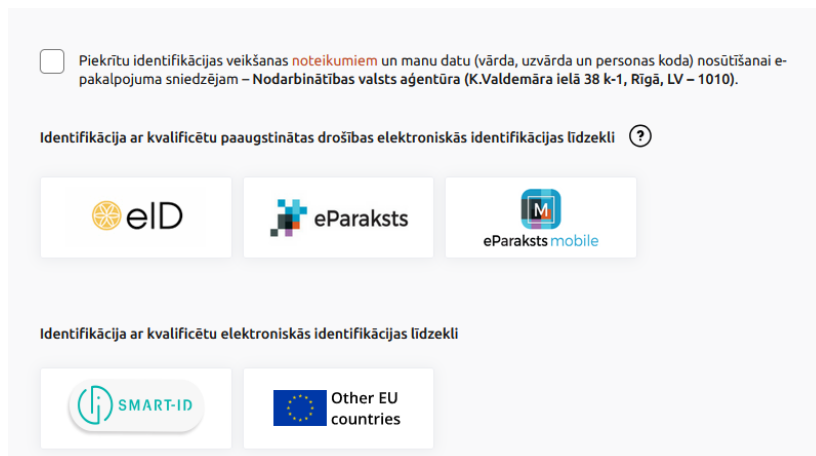 Piekrītu identifikācijas veikšanas noteikumiem un manu datu (vārda, uzvārda un personas koda) nosūtīšanai e-
pakalpojuma sniedzējam – Nodarbinātības valsts aģentūra (K.Valdemāra ielā 38 k-1, Rīgā, LV – 1010).
Identifikācija ar kvalificētu paaugstinātas drošības elektroniskās identifikācijas līdzekli ?
eID
eParaksts
M
eParaksts mobile
Identifikācija ar kvalificētu elektroniskās identifikācijas līdzekli
SMART-ID
Other EU
countries